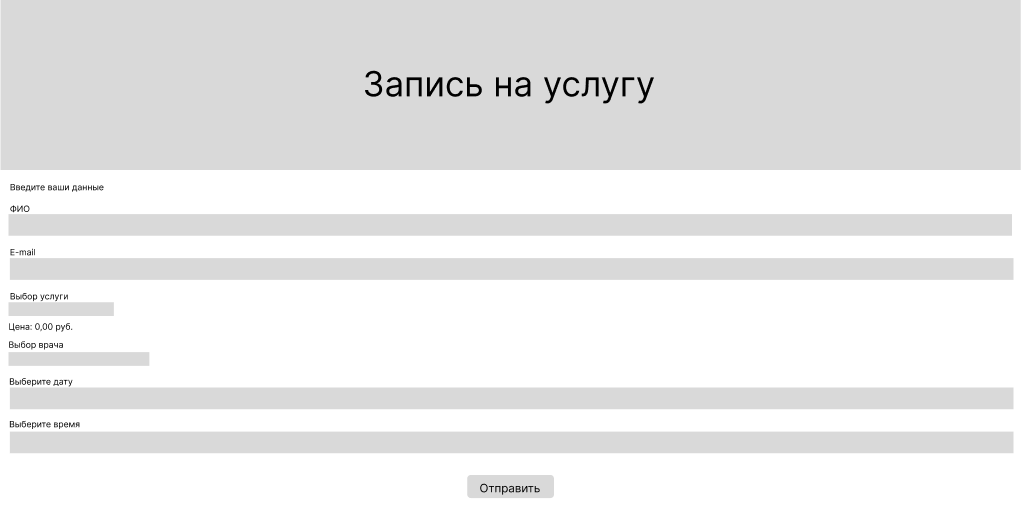 Запись на услугу
Введите ваши данные
ФИО
E-mail
Выбор услуги
Цена: 0,00 руб.
Выбор врача
Выберите дату
Выберите время
Отправить